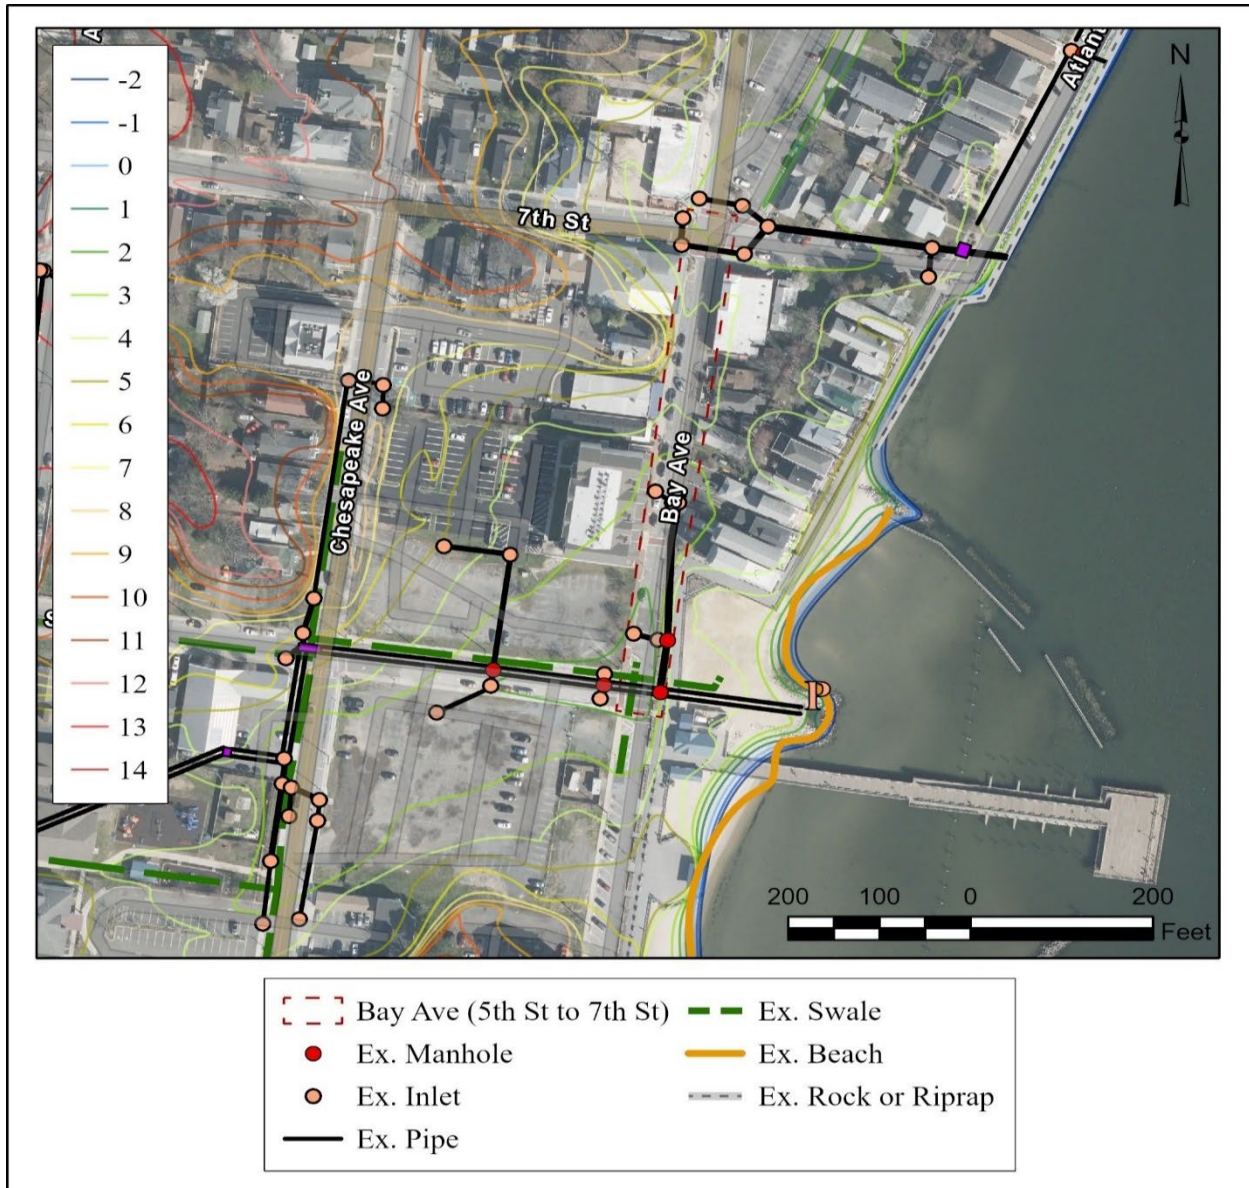 A
-2
-1
0
1
2
3
4
5
6
7
8
9
10
11
12
13
14
N
Atlan
7th St
Chesapeake Ave
Bay Ave
S
P
200 100 0 200
Feet
Bay Ave (5th St to 7th St)
Ex. Manhole
Ex. Inlet
Ex. Pipe
Ex. Swale
Ex. Beach
Ex. Rock or Riprap